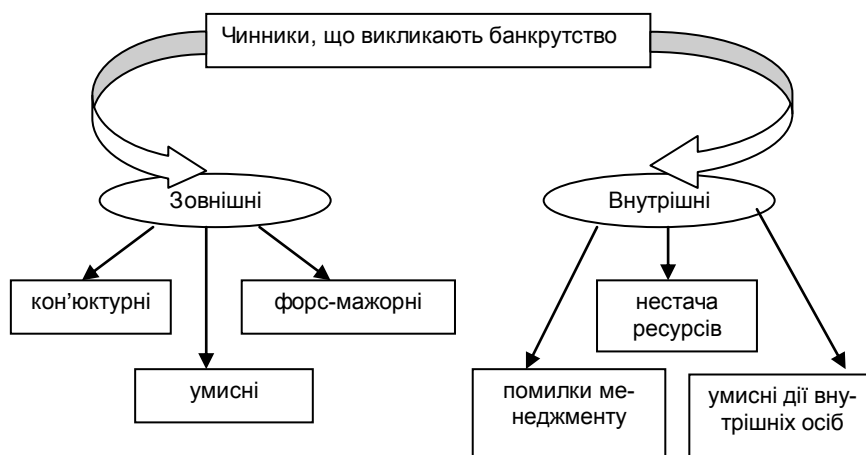 Чинники, що викликають банкрутство
Зовнішні
Внутрішні
кон’юктурні
форс-мажорні
нестача
ресурсів
умисні
помилки ме-
неджменту
умисні дії вну-
трішніх осіб